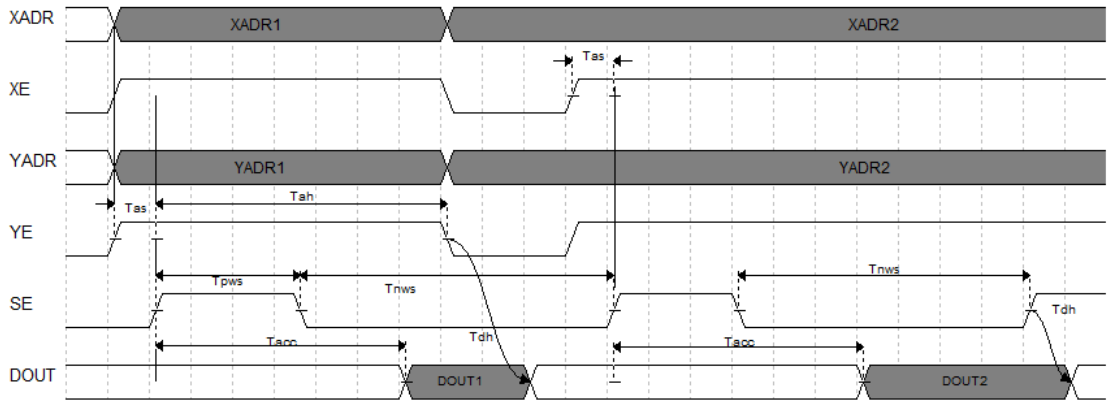 XADR
XADR1
XADR2
Tas
XE
YADR
YADR1
YADR2
Tas
Tah
YE
Tpws
Tnws
Tnws
SE
Tdh
Tdh
Tacc
Tacc
DOUT
DOUT1
DOUT2